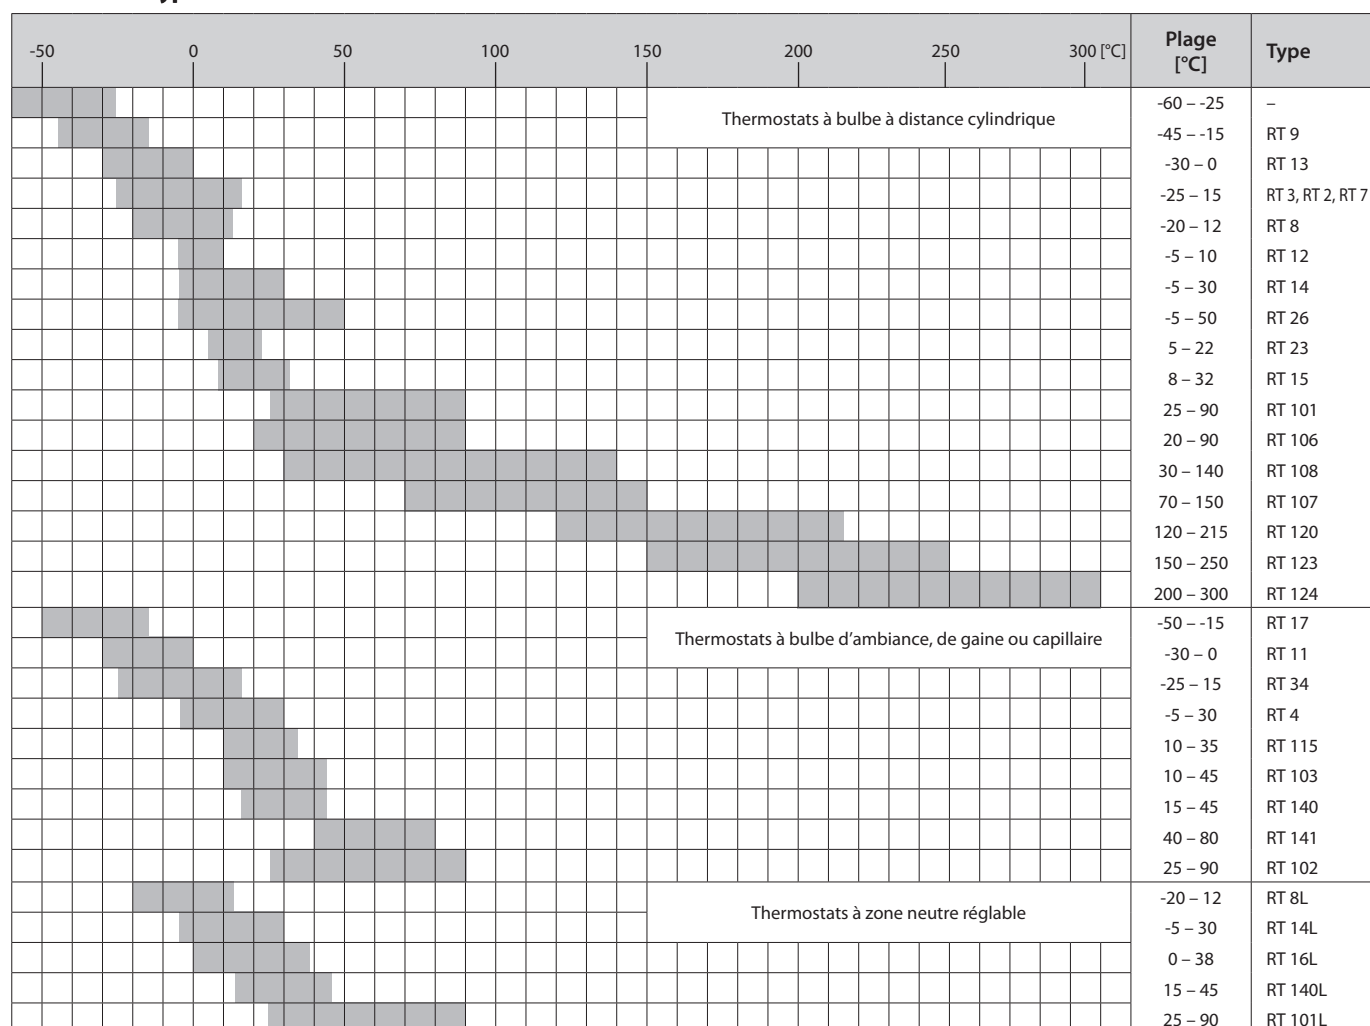 -50 0 50 100 150 200 250 300 [°C] Plage [°C] Type
Thermostats à bulbe à distance cylindrique
-60 – -25 –
-45 – -15 RT 9
-30 – 0 RT 13
-25 – 15 RT 3, RT 2, RT 7
-20 – 12 RT 8
-5 – 10 RT 12
-5 – 30 RT 14
-5 – 50 RT 26
5 – 22 RT 23
8 – 32 RT 15
25 – 90 RT 101
20 – 90 RT 106
30 – 140 RT 108
70 – 150 RT 107
120 – 215 RT 120
150 – 250 RT 123
200 – 300 RT 124
Thermostats à bulbe d’ambiance, de gaine ou capillaire
-50 – -15 RT 17
-30 – 0 RT 11
-25 – 15 RT 34
-5 – 30 RT 4
10 – 35 RT 115
10 – 45 RT 103
15 – 45 RT 140
40 – 80 RT 141
25 – 90 RT 102
Thermostats à zone neutre réglable
-20 – 12 RT 8L
-5 – 30 RT 14L
0 – 38 RT 16L
15 – 45 RT 140L
25 – 90 RT 101L